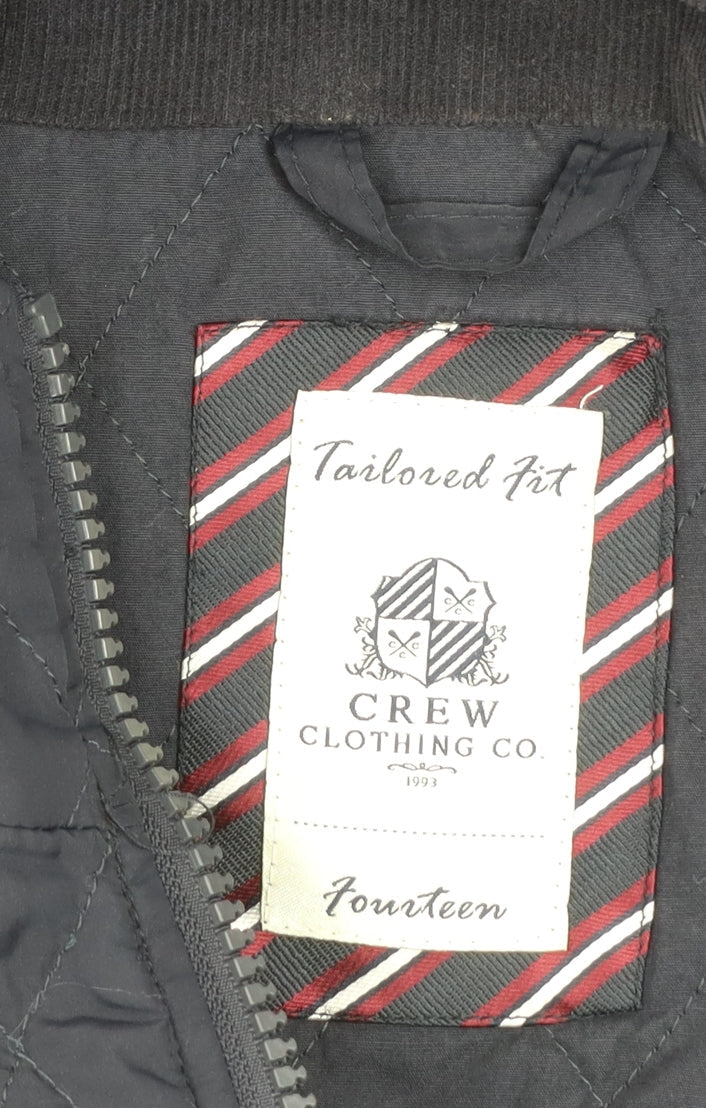 Tailored Fit
C C
C
C C
C
CREW
CLOTHING CO.
1993
Fourteen